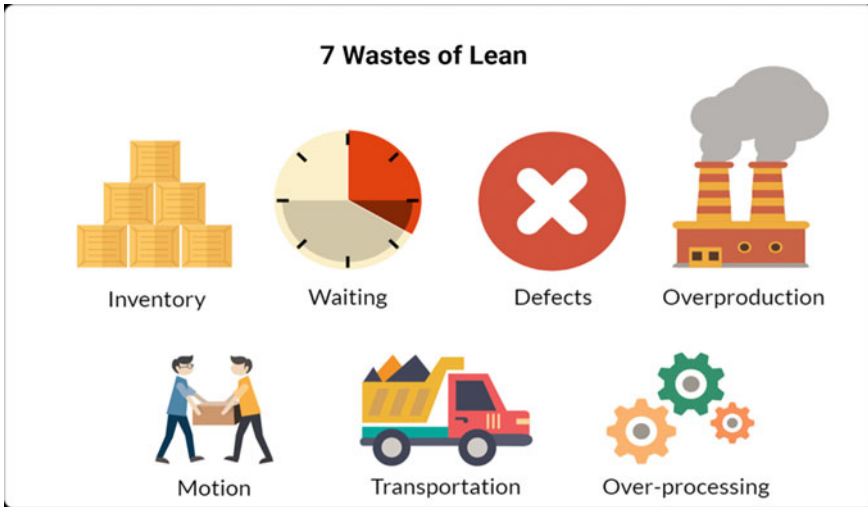 7 Wastes of Lean
Inventory
Waiting
Defects
Overproduction
Motion
Transportation
Over-processing